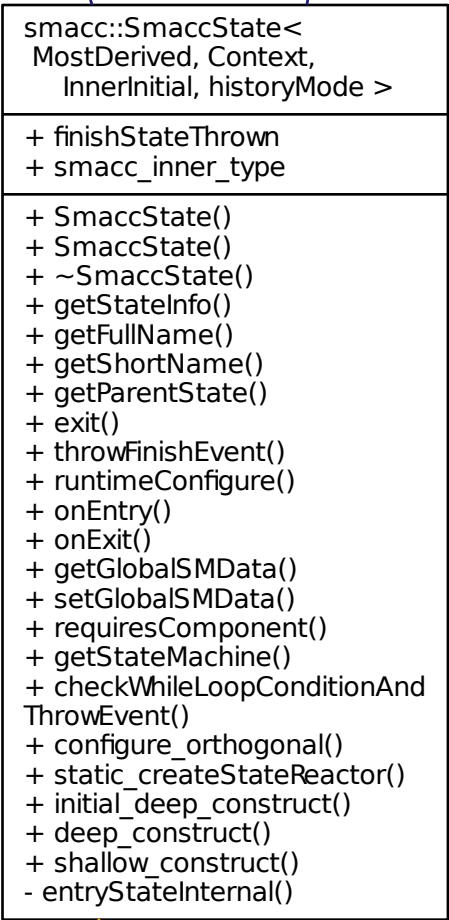 smacc::SmaccState<
MostDerived, Context,
InnerInitial, historyMode >
+ finishStateThrown
+ smacc_inner_type
+ SmaccState()
+ SmaccState()
+ ~SmaccState()
+ getStateInfo()
+ getFullName()
+ getShortName()
+ getParentState()
+ exit()
+ throwFinishEvent()
+ runtimeConfigure()
+ onEntry()
+ onExit()
+ getGlobalSMData()
+ setGlobalSMData()
+ requiresComponent()
+ getStateMachine()
+ checkWhileLoopConditionAnd
ThrowEvent()
+ configure_orthogonal()
+ static_createStateReactor()
+ initial_deep_construct()
+ deep_construct()
+ shallow_construct()
- entryStateInternal()